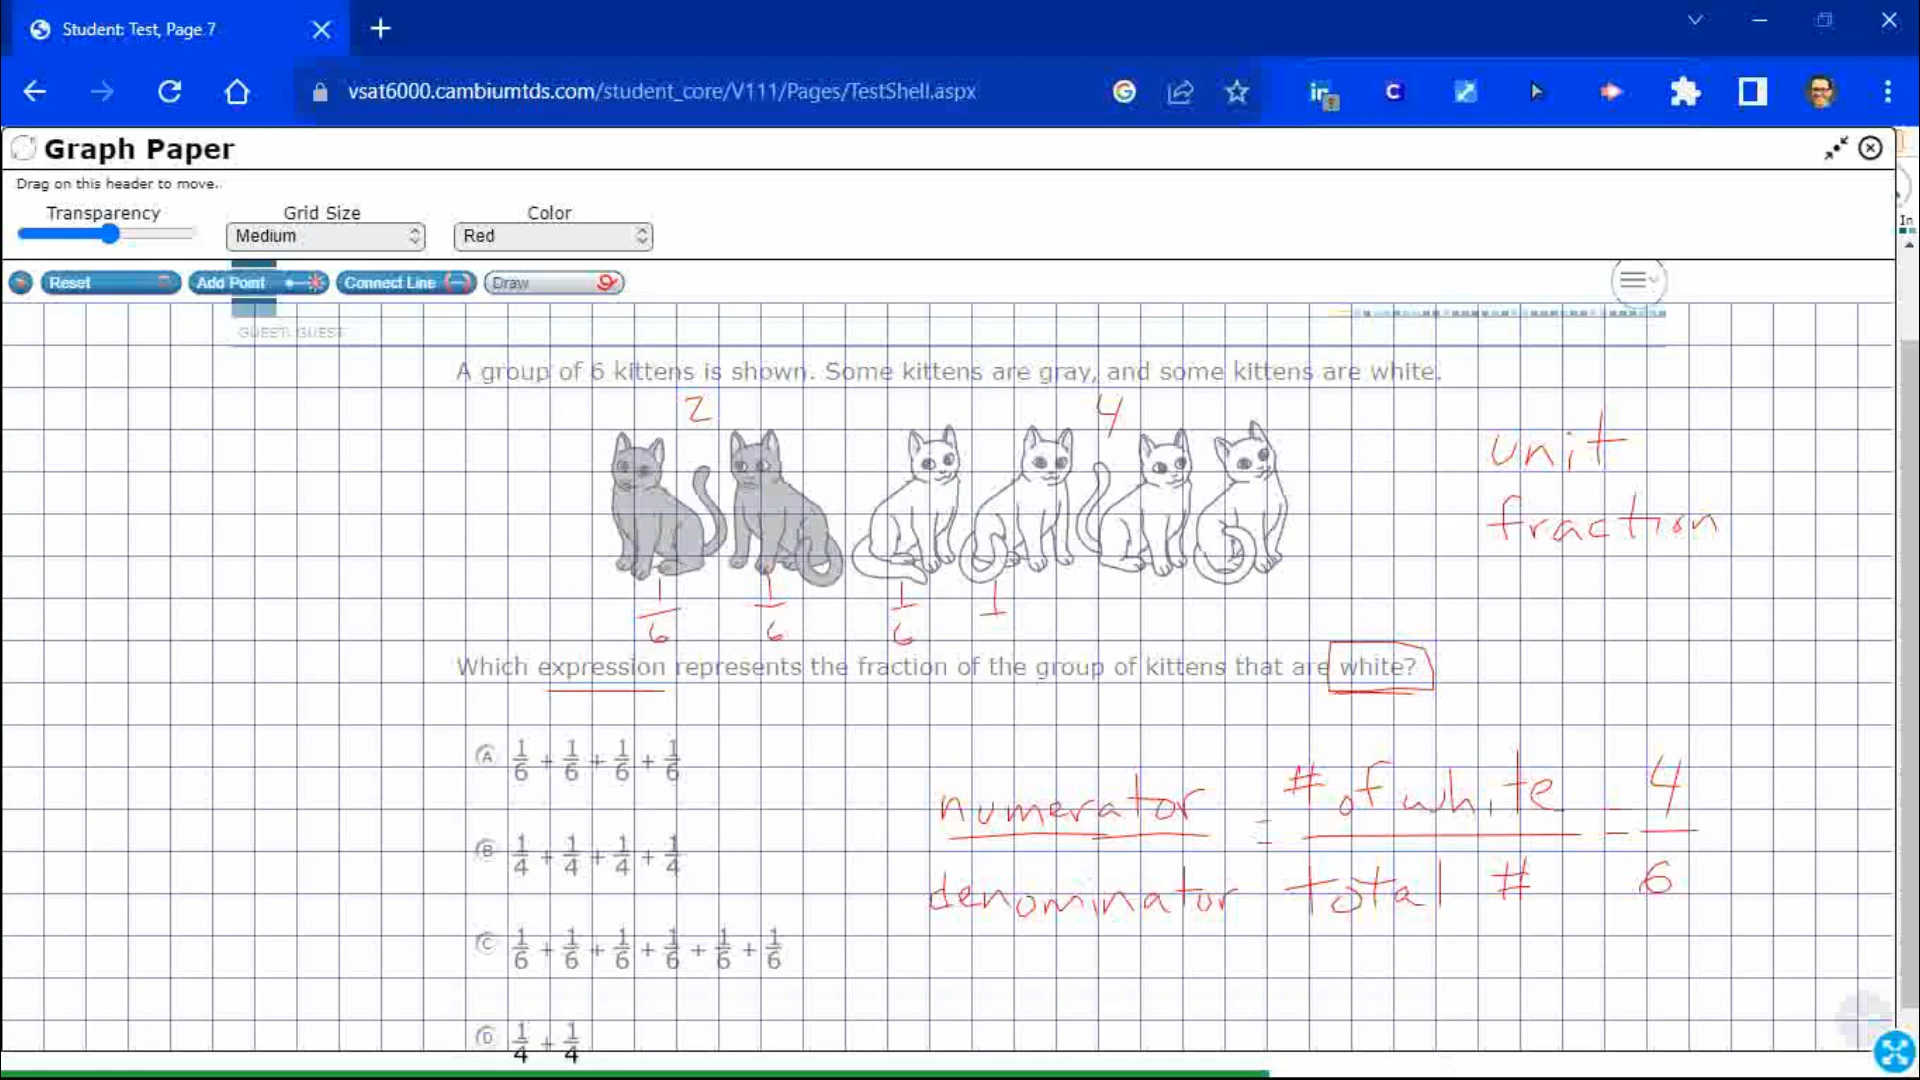 Student: Test, Page 7
vsat6000.cambiumtds.com/student_core/V111/Pages/TestShell.aspx
Graph Paper
Drag on this header to move..
Transparency Grid Size Color
Medium Red
In
Reset Add Point Connect Line Draw
GUEST, GUEST
A group of 6 kittens is shown. Some kittens are gray, and some kittens are white.
2 4
unit
fraction
1/6 1/6 1/6 1
Which expression represents the fraction of the group of kittens that are white?
A 1/6 + 1/6 + 1/6 + 1/6
B 1/4 + 1/4 + 1/4 + 1/4
C 1/6 + 1/6 + 1/6 + 1/6 + 1/6 + 1/6
D 1/4 + 1/4
numerator = # of white = 4
denominator total # 6